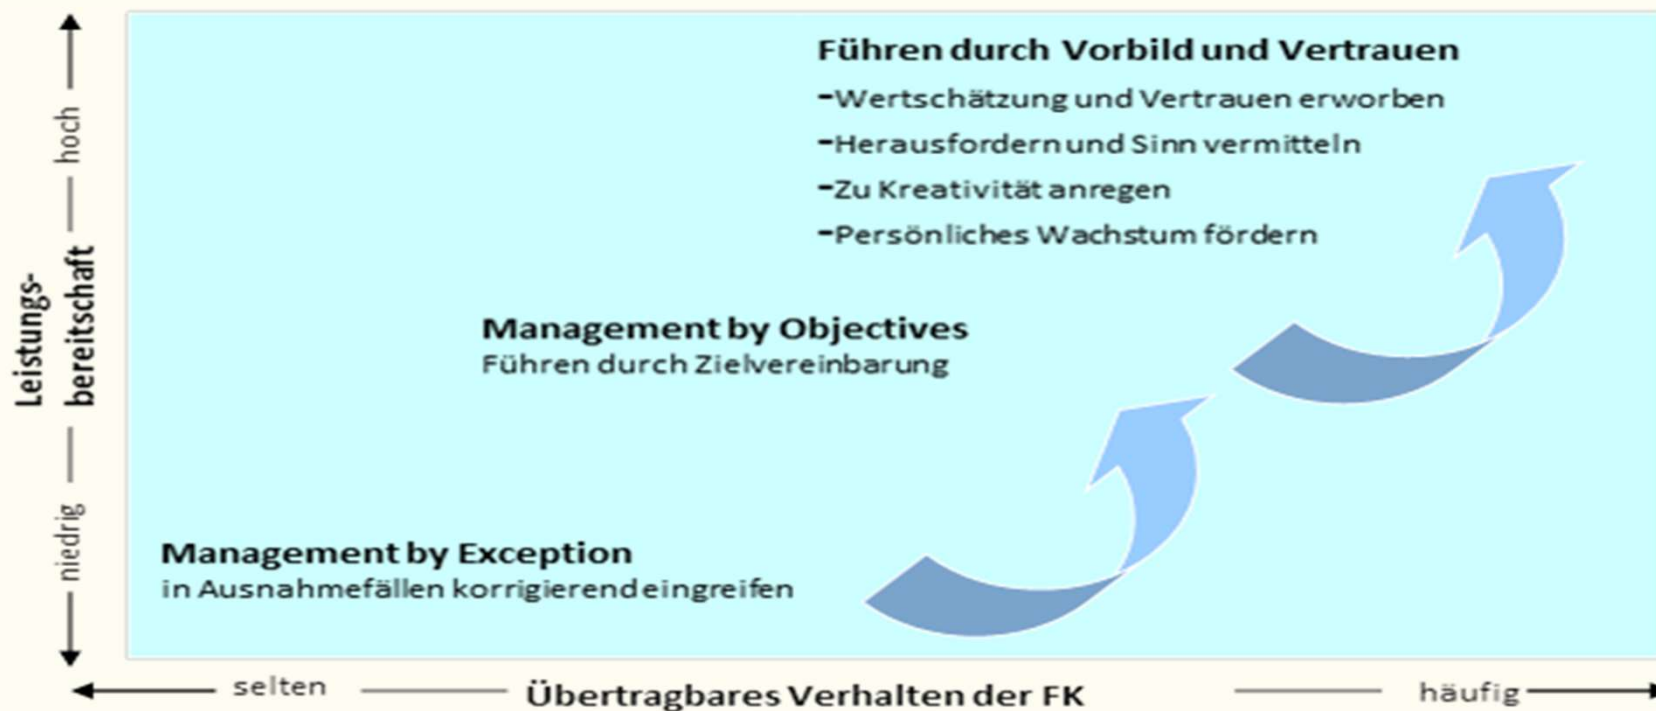 Führen durch Vorbild und Vertrauen
-Wertschätzung und Vertrauen erworben
-Herausfordern und Sinn vermitteln
-Zu Kreativität anregen
-Persönliches Wachstum fördern
hoch
Leistungs-
bereitschaft
niedrig
Management by Objectives
Führen durch Zielvereinbarung
Management by Exception
in Ausnahmefällen korrigierend eingreifen
selten Übertragbares Verhalten der FK häufig